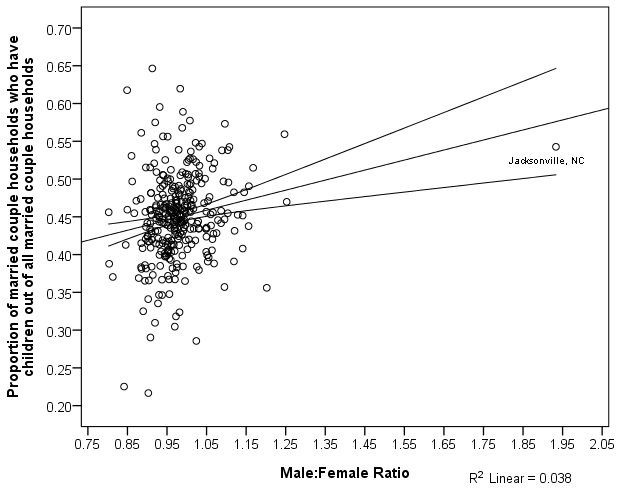 Proportion of married couple households who have
children out of all married couple households
0.70
0.65
0.60
0.55
0.50
0.45
0.40
0.35
0.30
0.25
0.20
Jacksonville, NC
0.75 0.85 0.95 1.05 1.15 1.25 1.35 1.45 1.55 1.65 1.75 1.85 1.95 2.05
Male:Female Ratio
R² Linear = 0.038